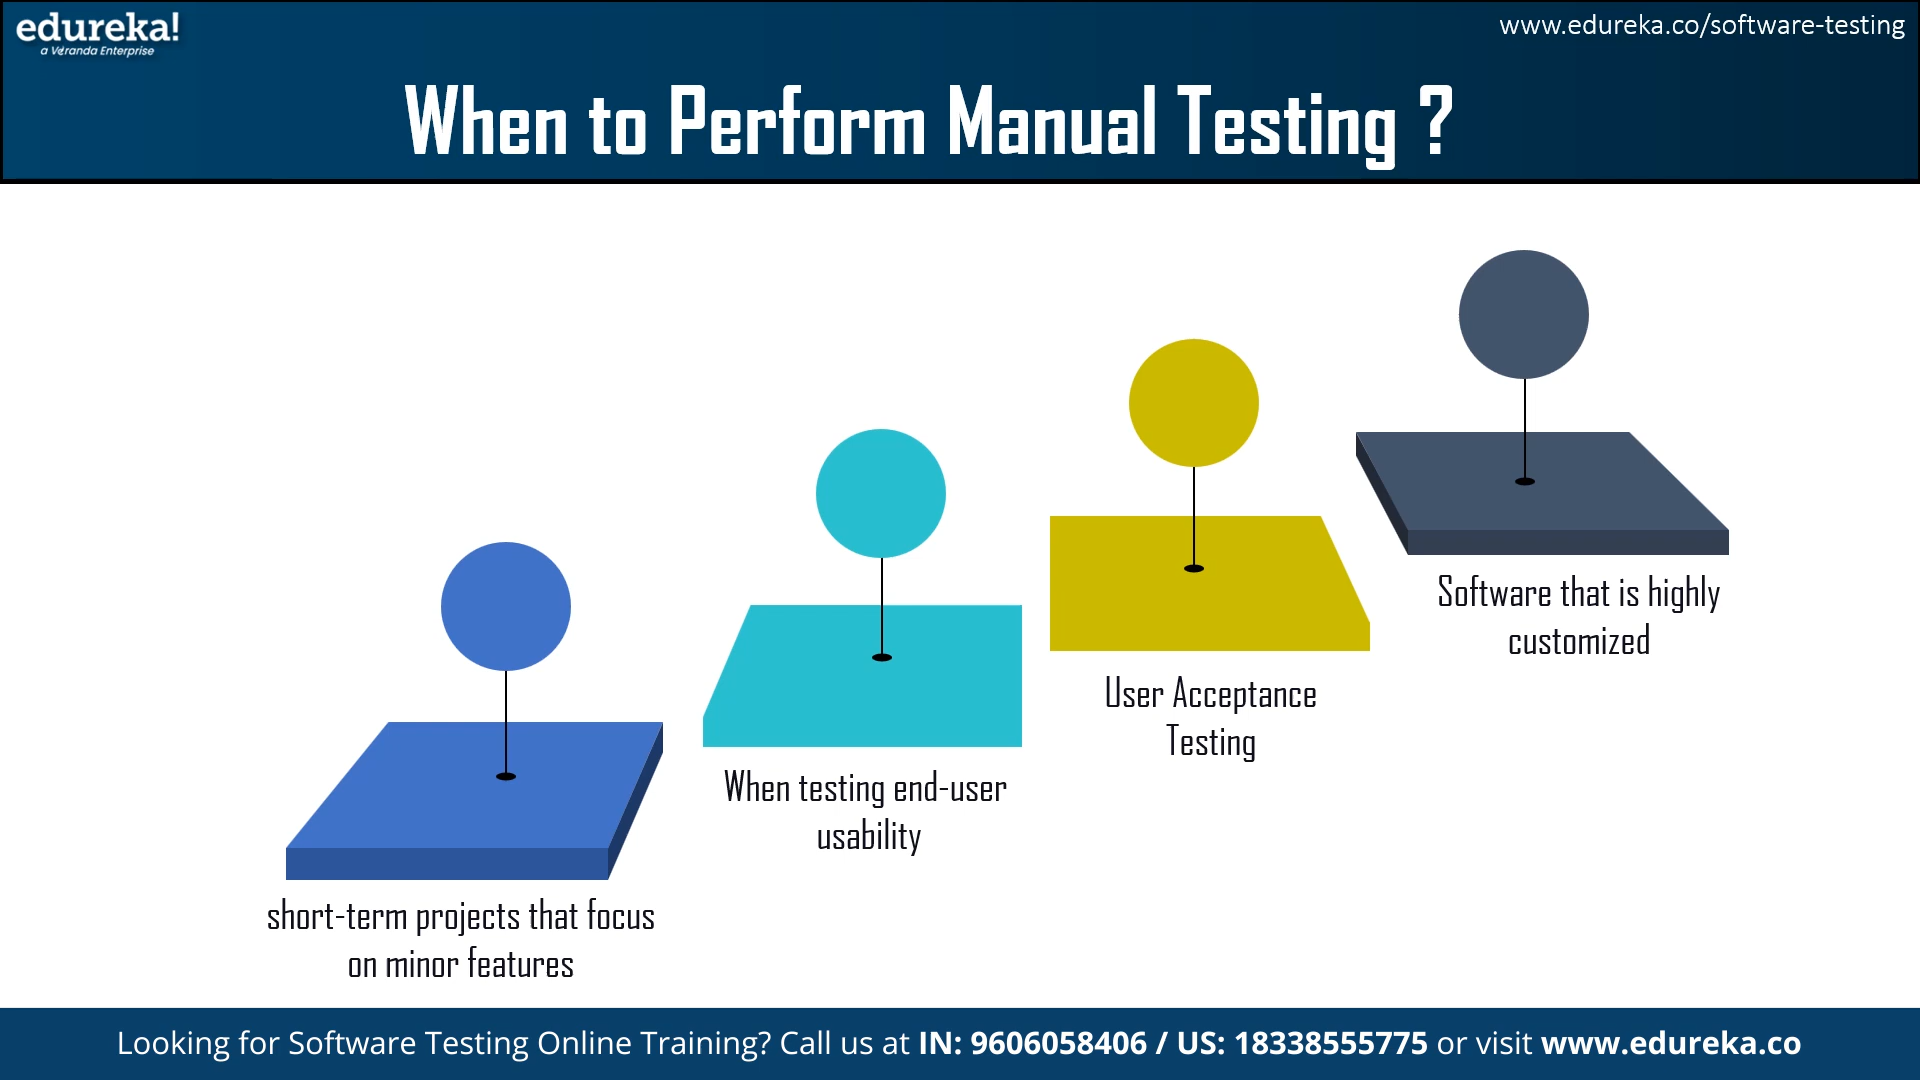 edureka!
a Veranda Enterprise
www.edureka.co/software-testing
When to Perform Manual Testing ?
short-term projects that focus
on minor features
When testing end-user
usability
User Acceptance
Testing
Software that is highly
customized
Looking for Software Testing Online Training? Call us at IN: 9606058406 / US: 18338555775 or visit www.edureka.co